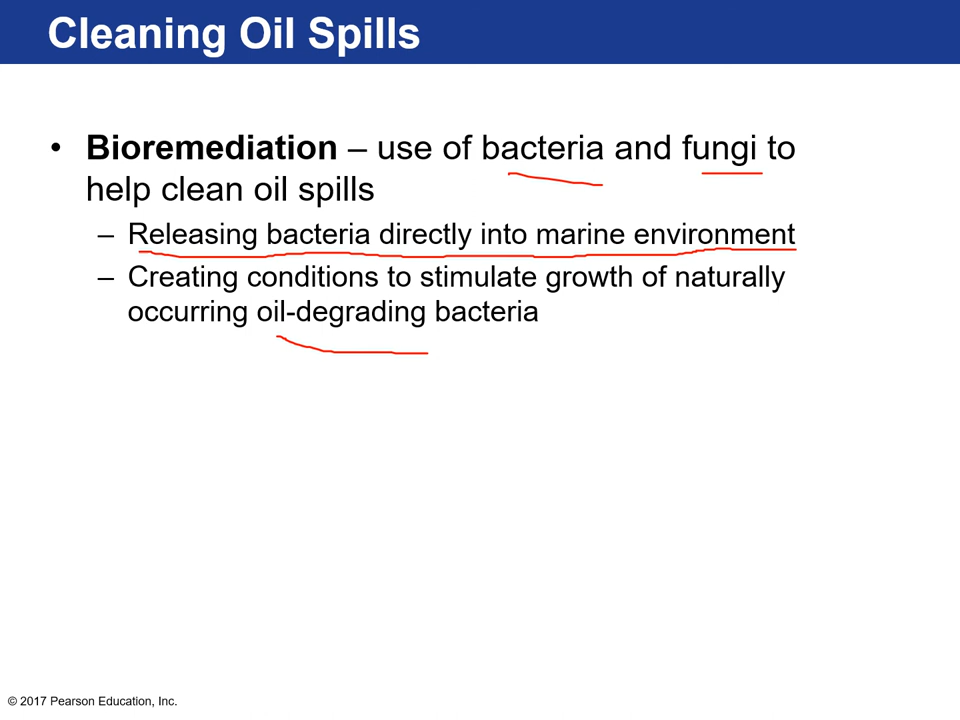 Cleaning Oil Spills
• Bioremediation – use of bacteria and fungi to
help clean oil spills
– Releasing bacteria directly into marine environment
– Creating conditions to stimulate growth of naturally
occurring oil-degrading bacteria
© 2017 Pearson Education, Inc.